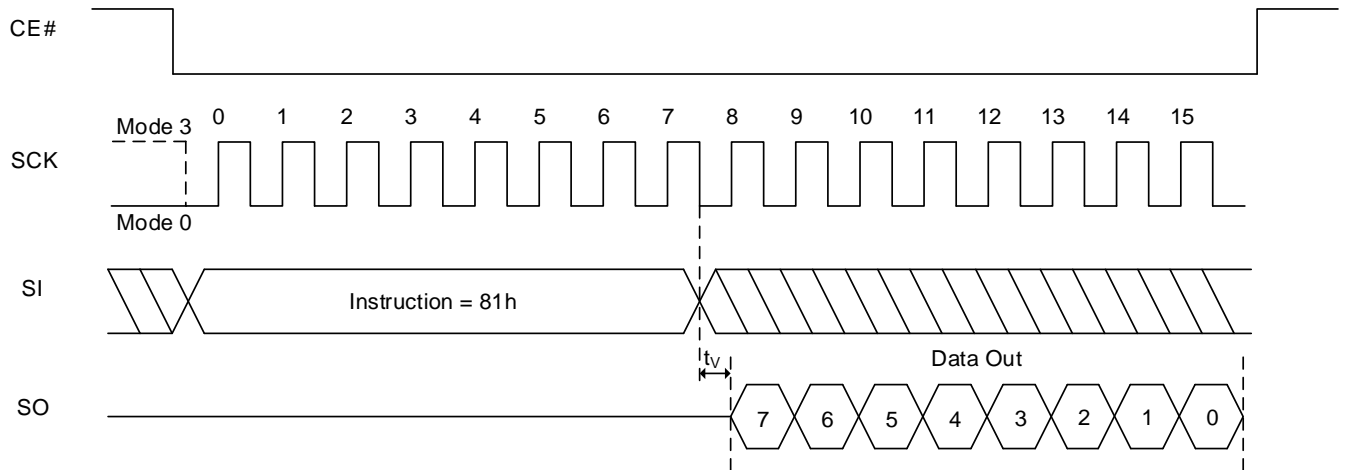 CE#
Mode 3
0 1 2 3 4 5 6 7 8 9 10 11 12 13 14 15
SCK
Mode 0
SI
Instruction = 81h
tV
Data Out
SO
7 6 5 4 3 2 1 0